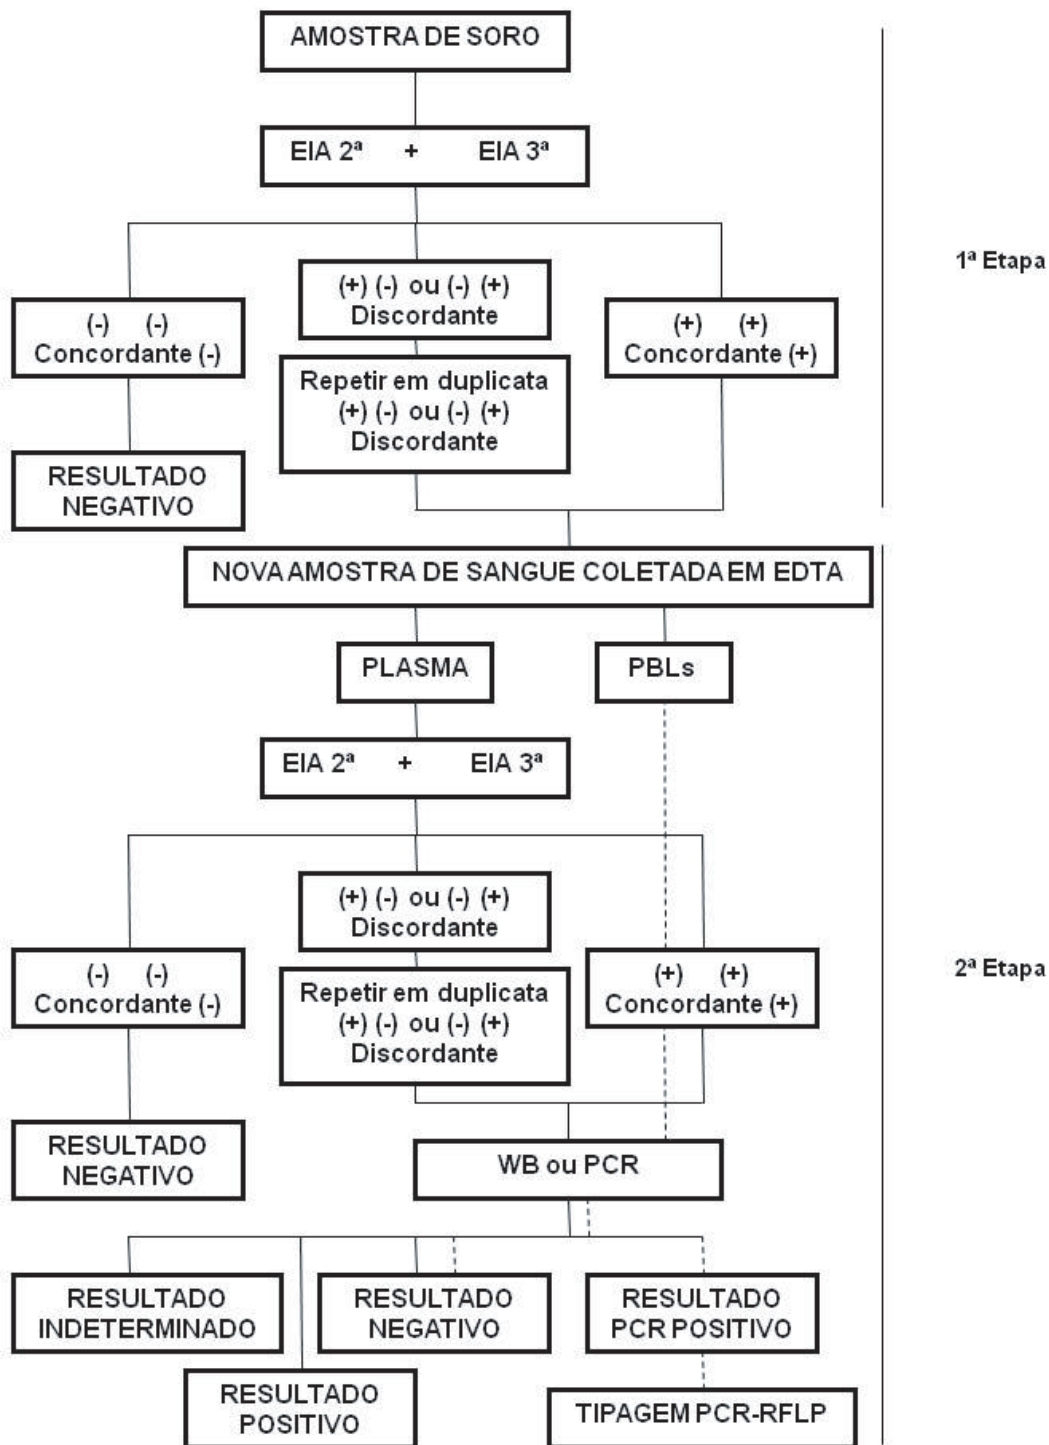 AMOSTRA DE SORO
EIA 2ª + EIA 3ª
1ª Etapa
(+) (-) ou (-) (+)
Discordante
(-) (-)
Concordante (-)
(+) (+)
Concordante (+)
Repetir em duplicata
(+) (-) ou (-) (+)
Discordante
RESULTADO
NEGATIVO
NOVA AMOSTRA DE SANGUE COLETADA EM EDTA
PLASMA
PBLs
EIA 2ª + EIA 3ª
(+) (-) ou (-) (+)
Discordante
2ª Etapa
(-) (-)
Concordante (-)
(+) (+)
Concordante (+)
Repetir em duplicata
(+) (-) ou (-) (+)
Discordante
RESULTADO
NEGATIVO
WB ou PCR
RESULTADO
INDETERMINADO
RESULTADO
NEGATIVO
RESULTADO
PCR POSITIVO
RESULTADO
POSITIVO
TIPAGEM PCR-RFLP